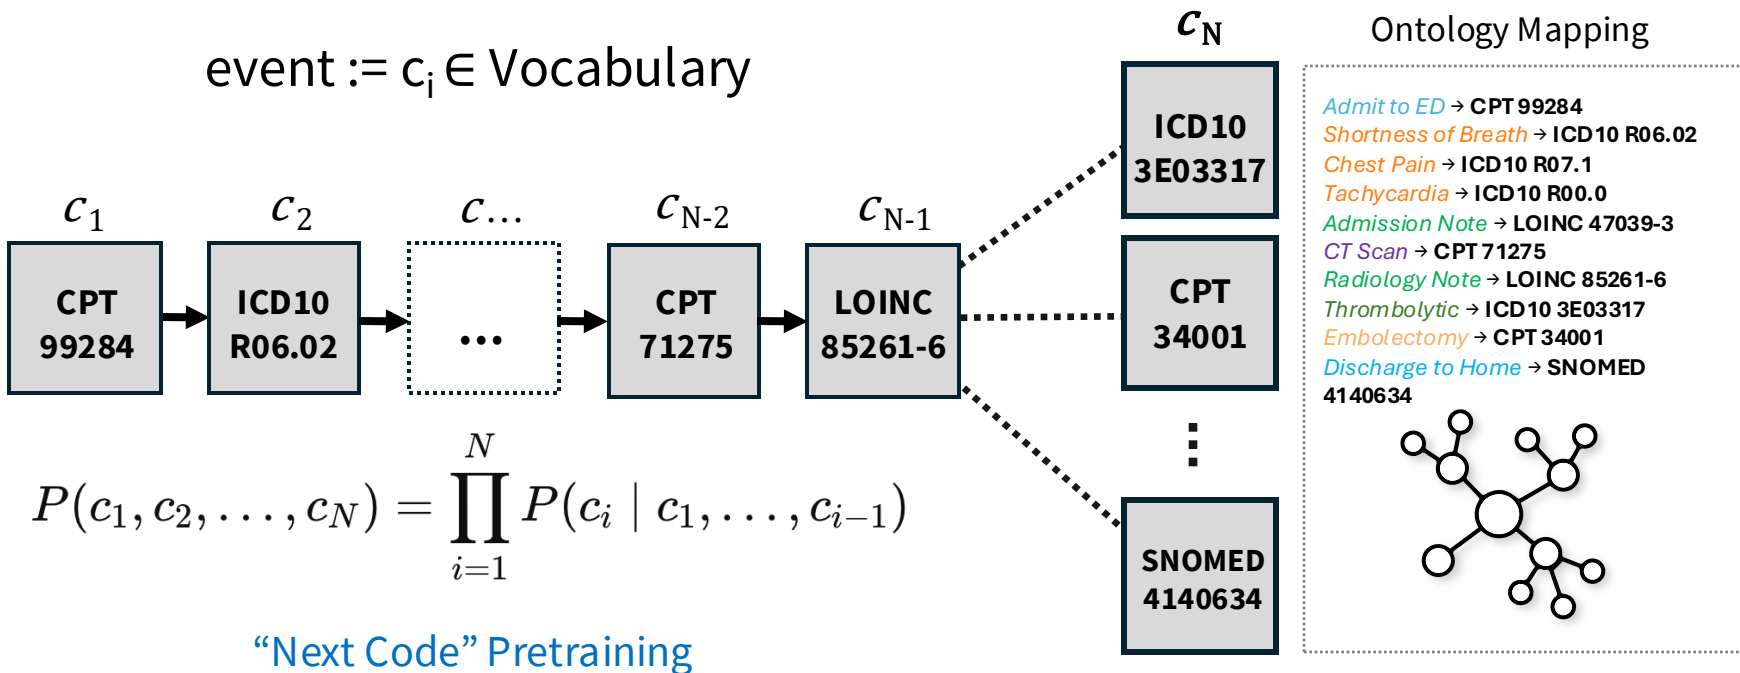 event := cᵢ ∈ Vocabulary
c₁
CPT
99284
c₂
ICD10
R06.02
c...
...
c_{N-2}
CPT
71275
c_{N-1}
LOINC
85261-6
c_N
ICD10
3E03317
CPT
34001
⋮
SNOMED
4140634
P(c₁, c₂, . . . , c_N) = ∏_{i=1}^{N} P(cᵢ | c₁, . . . , c_{i−1})
“Next Code” Pretraining
Ontology Mapping
Admit to ED → CPT 99284
Shortness of Breath → ICD10 R06.02
Chest Pain → ICD10 R07.1
Tachycardia → ICD10 R00.0
Admission Note → LOINC 47039-3
CT Scan → CPT 71275
Radiology Note → LOINC 85261-6
Thrombolytic → ICD10 3E03317
Embolectomy → CPT 34001
Discharge to Home → SNOMED
4140634